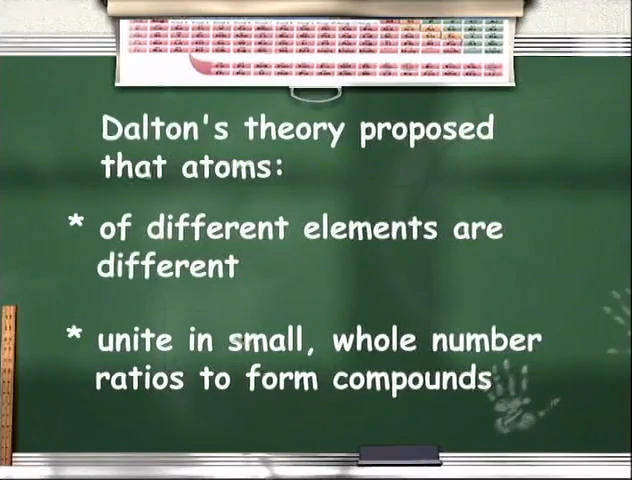 Dalton's theory proposed
that atoms:
* of different elements are
different
* unite in small, whole number
ratios to form compounds